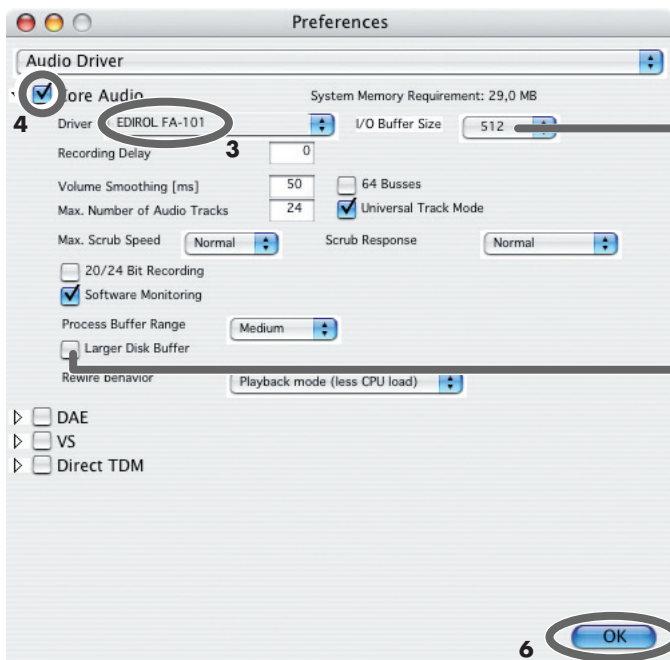 Preferences
Audio Driver
Core Audio System Memory Requirement: 29,0 MB
4 Driver EDIROL FA-101 3 I/O Buffer Size 512
Recording Delay 0
Volume Smoothing [ms] 50 64 Busses
Max. Number of Audio Tracks 24 Universal Track Mode
Max. Scrub Speed Normal Scrub Response Normal
20/24 Bit Recording
Software Monitoring
Process Buffer Range Medium
Larger Disk Buffer
Rewire behavior Playback mode (less CPU load)
DAE
VS
Direct TDM
6 OK